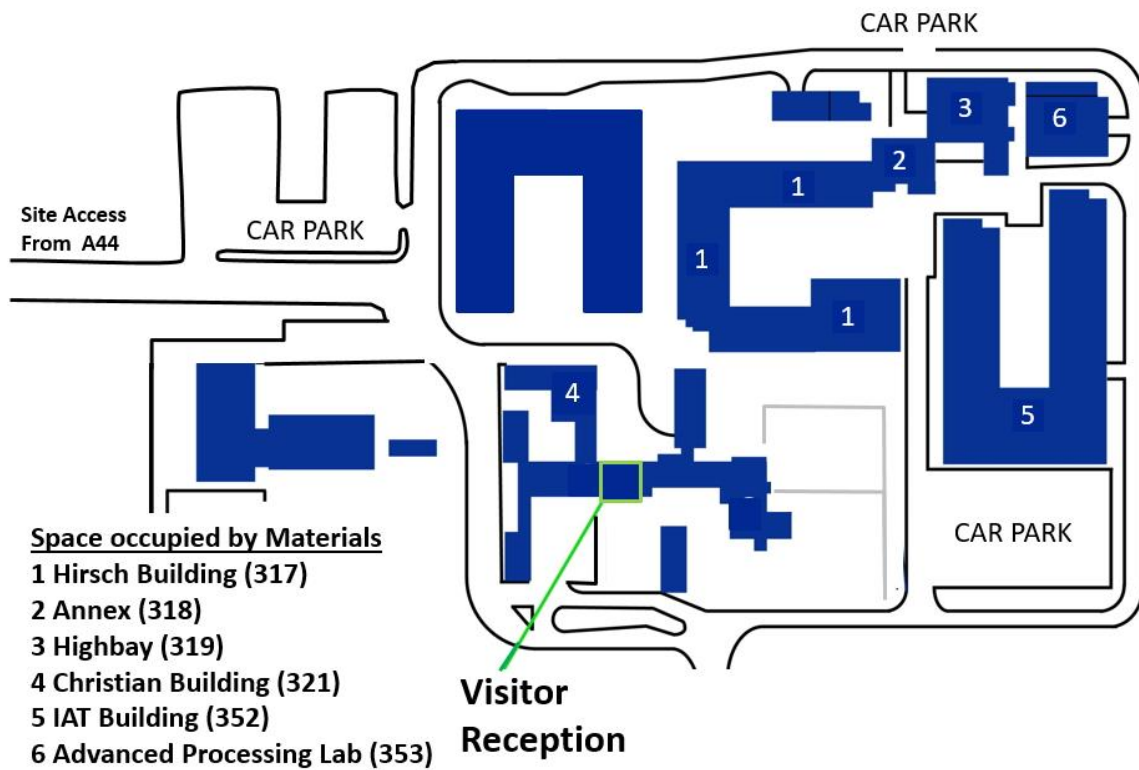 CAR PARK
3
6
2
1
Site Access
From A44
CAR PARK
1
1
4
5
CAR PARK
Space occupied by Materials
1 Hirsch Building (317)
2 Annex (318)
3 Highbay (319)
4 Christian Building (321)
5 IAT Building (352)
6 Advanced Processing Lab (353)
Visitor
Reception